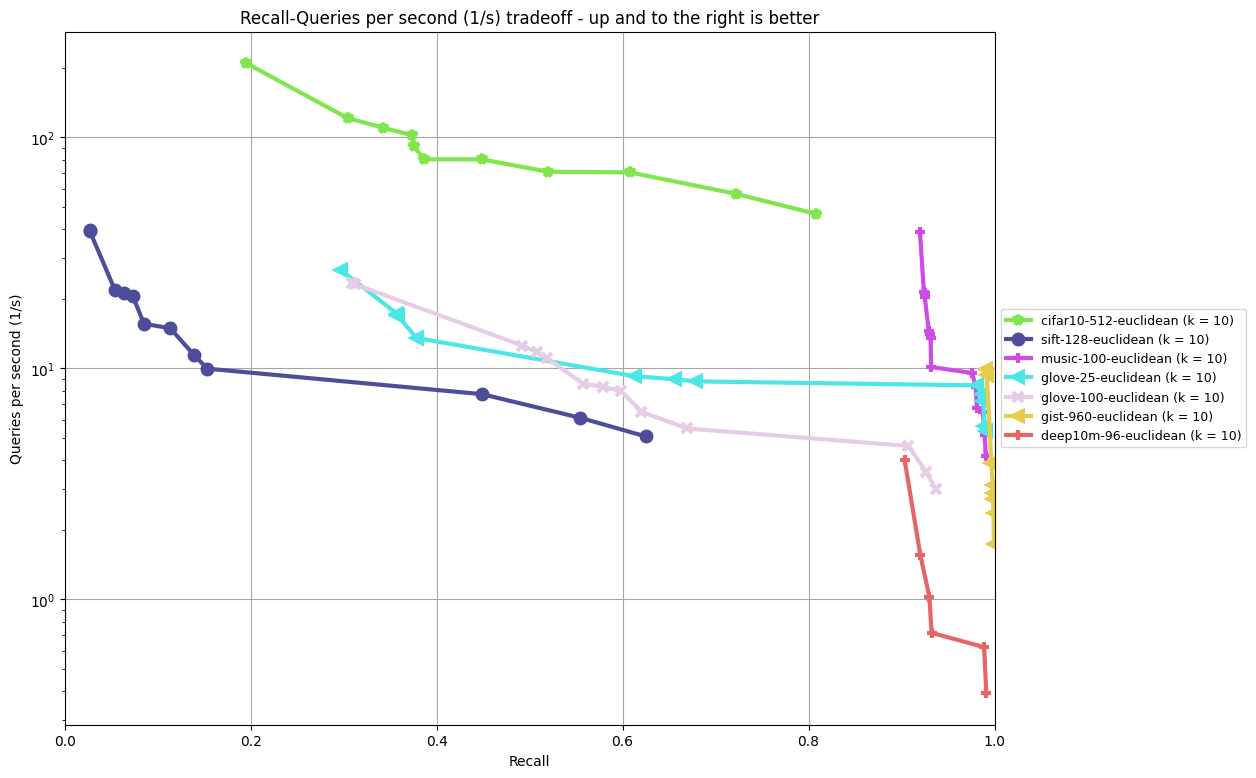 Recall-Queries per second (1/s) tradeoff - up and to the right is better
Queries per second (1/s)
10²
10¹
10⁰
0.0 0.2 0.4 0.6 0.8 1.0
Recall
cifar10-512-euclidean (k = 10)
sift-128-euclidean (k = 10)
music-100-euclidean (k = 10)
glove-25-euclidean (k = 10)
glove-100-euclidean (k = 10)
gist-960-euclidean (k = 10)
deep10m-96-euclidean (k = 10)